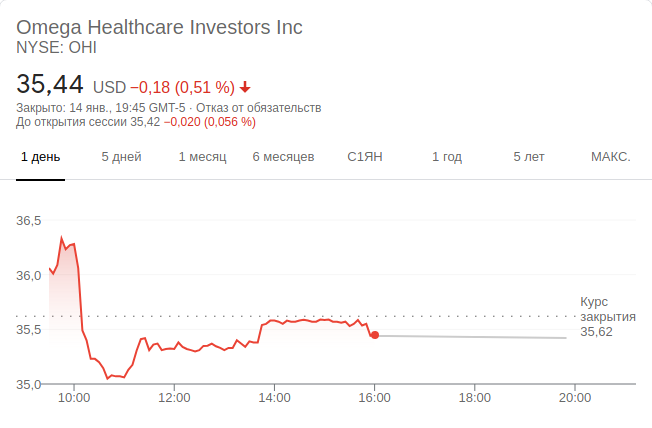 Omega Healthcare Investors Inc
NYSE: OHI
35,44 USD −0,18 (0,51 %)
Закрыто: 14 янв., 19:45 GMT-5 · Отказ от обязательств
До открытия сессии 35,42 −0,020 (0,056 %)
1 день 5 дней 1 месяц 6 месяцев С1ЯН 1 год 5 лет МАКС.
36,5
36,0
Курс
закрытия
35,5 35,62
35,0
10:00 12:00 14:00 16:00 18:00 20:00